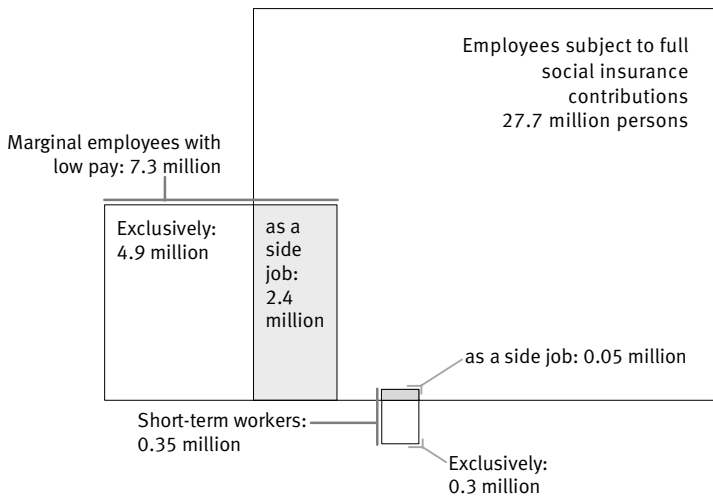 Employees subject to full
social insurance
contributions
27.7 million persons
Marginal employees with
low pay: 7.3 million
Exclusively:
4.9 million
as a
side
job:
2.4
million
as a side job: 0.05 million
Short-term workers:
0.35 million
Exclusively:
0.3 million